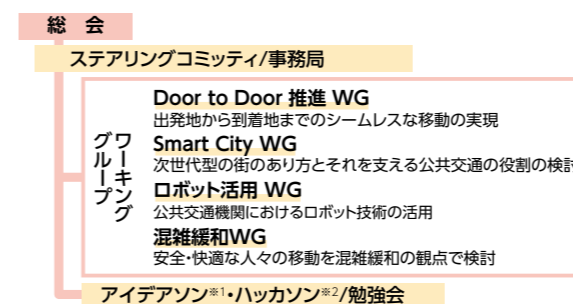 総 会
ステアリングコミッティ/事務局
ワーキング
グループ
Door to Door 推進 WG
出発地から到着地までのシームレスな移動の実現
Smart City WG
次世代型の街のあり方とそれを支える公共交通の役割の検討
ロボット活用 WG
公共交通機関におけるロボット技術の活用
混雑緩和WG
安全・快適な人々の移動を混雑緩和の観点で検討
アイデアソン※1・ハッカソン※2/勉強会